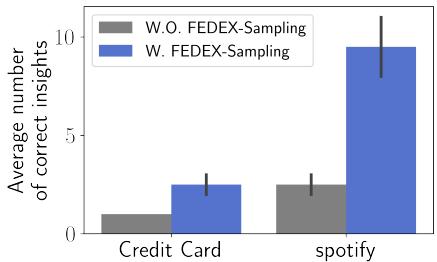 Average number
of correct insights
10
5
0
W.O. FEDEX-Sampling
W. FEDEX-Sampling
Credit Card
spotify